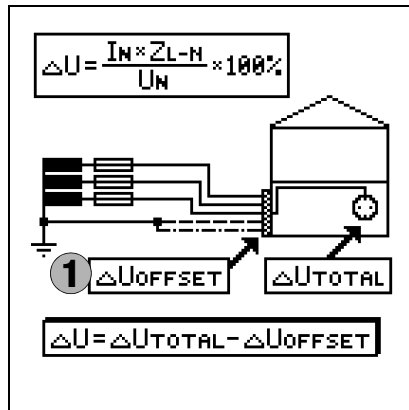 △U = IN×ZL-N / UN ×100%
1 △UOFFSET △UTOTAL
△U = △UTOTAL - △UOFFSET